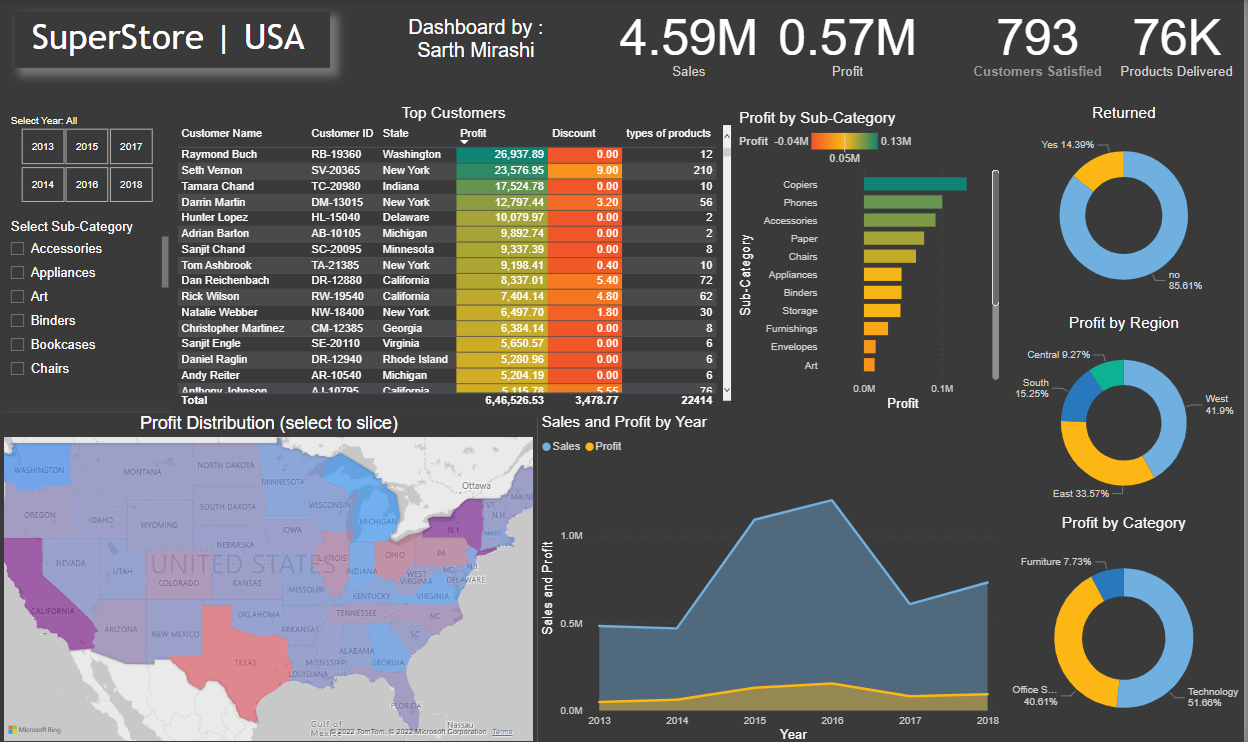 SuperStore | USA
Dashboard by :
Sarth Mirashi
4.59M
Sales
0.57M
Profit
793
Customers Satisfied
76K
Products Delivered
Select Year: All
2013 2015 2017
2014 2016 2018
Select Sub-Category
Accessories
Appliances
Art
Binders
Bookcases
Chairs
Top Customers
Customer Name Customer ID State Profit Discount types of products
Raymond Buch RB-19360 Washington 26,937.89 0.00 12
Seth Vernon SV-20365 New York 23,576.95 9.00 210
Tamara Chand TC-20980 Indiana 17,524.78 0.00 10
Darrin Martin DM-13015 New York 12,797.44 3.20 56
Hunter Lopez HL-15040 Delaware 10,079.97 0.00 2
Adrian Barton AB-10105 Michigan 9,892.74 0.00 2
Sanjit Chand SC-20095 Minnesota 9,337.39 0.00 8
Tom Ashbrook TA-21385 New York 9,198.41 0.40 10
Dan Reichenbach DR-12880 California 8,337.01 5.40 72
Rick Wilson RW-19540 California 7,404.14 4.80 62
Natalie Webber NW-18400 New York 6,497.70 1.80 30
Christopher Martinez CM-12385 Georgia 6,384.14 0.00 8
Sanjit Engle SE-20110 Virginia 5,650.57 0.00 6
Daniel Raglin DR-12940 Rhode Island 5,280.96 0.00 6
Andy Reiter AR-10540 Michigan 5,204.19 0.00 6
Anthony Johnson AJ-10795 California 5,115.78 5.55 76
Total 6,46,526.53 3,478.77 22414
Profit by Sub-Category
Profit -0.04M 0.13M
0.05M
Sub-Category
Copiers
Phones
Accessories
Paper
Chairs
Appliances
Binders
Storage
Furnishings
Envelopes
Art
0.0M 0.1M
Profit
Returned
Yes 14.39%
no
85.61%
Profit by Region
Central 9.27%
South
15.25%
West
41.9%
East 33.57%
Profit by Category
Furniture 7.73%
Office S...
40.61%
Technology
51.66%
Profit Distribution (select to slice)
WASHINGTON
MONTANA
NORTH DAKOTA
MINNESOTA
Ottawa
MAINE
OREGON
IDAHO
WYOMING
SOUTH DAKOTA
WISCONSIN
MICHIGAN
VT.
N.H.
N.Y.
IOWA
NEBRASKA
NEVADA
UTAH
COLORADO
UNITED STATES
KANSAS
MISSOURI
INDIANA
OHIO
PA
N.J.
MD.
DELAWARE
WEST
VIRGINIA
VIRGINIA
KENTUCKY
CALIFORNIA
ARIZONA
NEW MEXICO
OKLAHOMA
ARKANSAS
TENNESSEE
NC
SC
TEXAS
LOUISIANA
MISSISSIPPI
ALABAMA
GEORGIA
FLORIDA
Gulf of
Nassau
Microsoft Bing
© 2022 TomTom, © 2022 Microsoft Corporation Terms
Sales and Profit by Year
Sales Profit
Sales and Profit
1.0M
0.5M
0.0M
2013 2014 2015 2016 2017 2018
Year